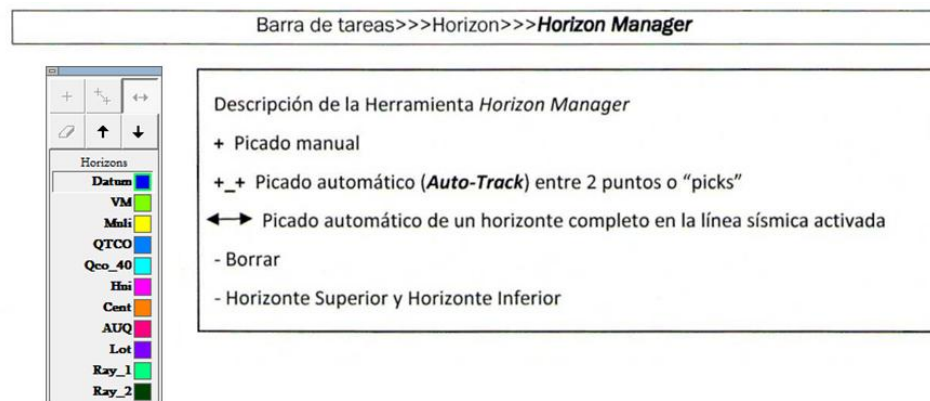 Barra de tareas>>>Horizon>>>Horizon Manager
Horizons
Datum
VM
Mnli
QTCO
Qco_40
Hni
Cent
AUQ
Lot
Ray_1
Ray_2
Descripción de la Herramienta Horizon Manager
+ Picado manual
+_+ Picado automático (Auto-Track) entre 2 puntos o “picks”
↔ Picado automático de un horizonte completo en la línea sísmica activada
- Borrar
- Horizonte Superior y Horizonte Inferior